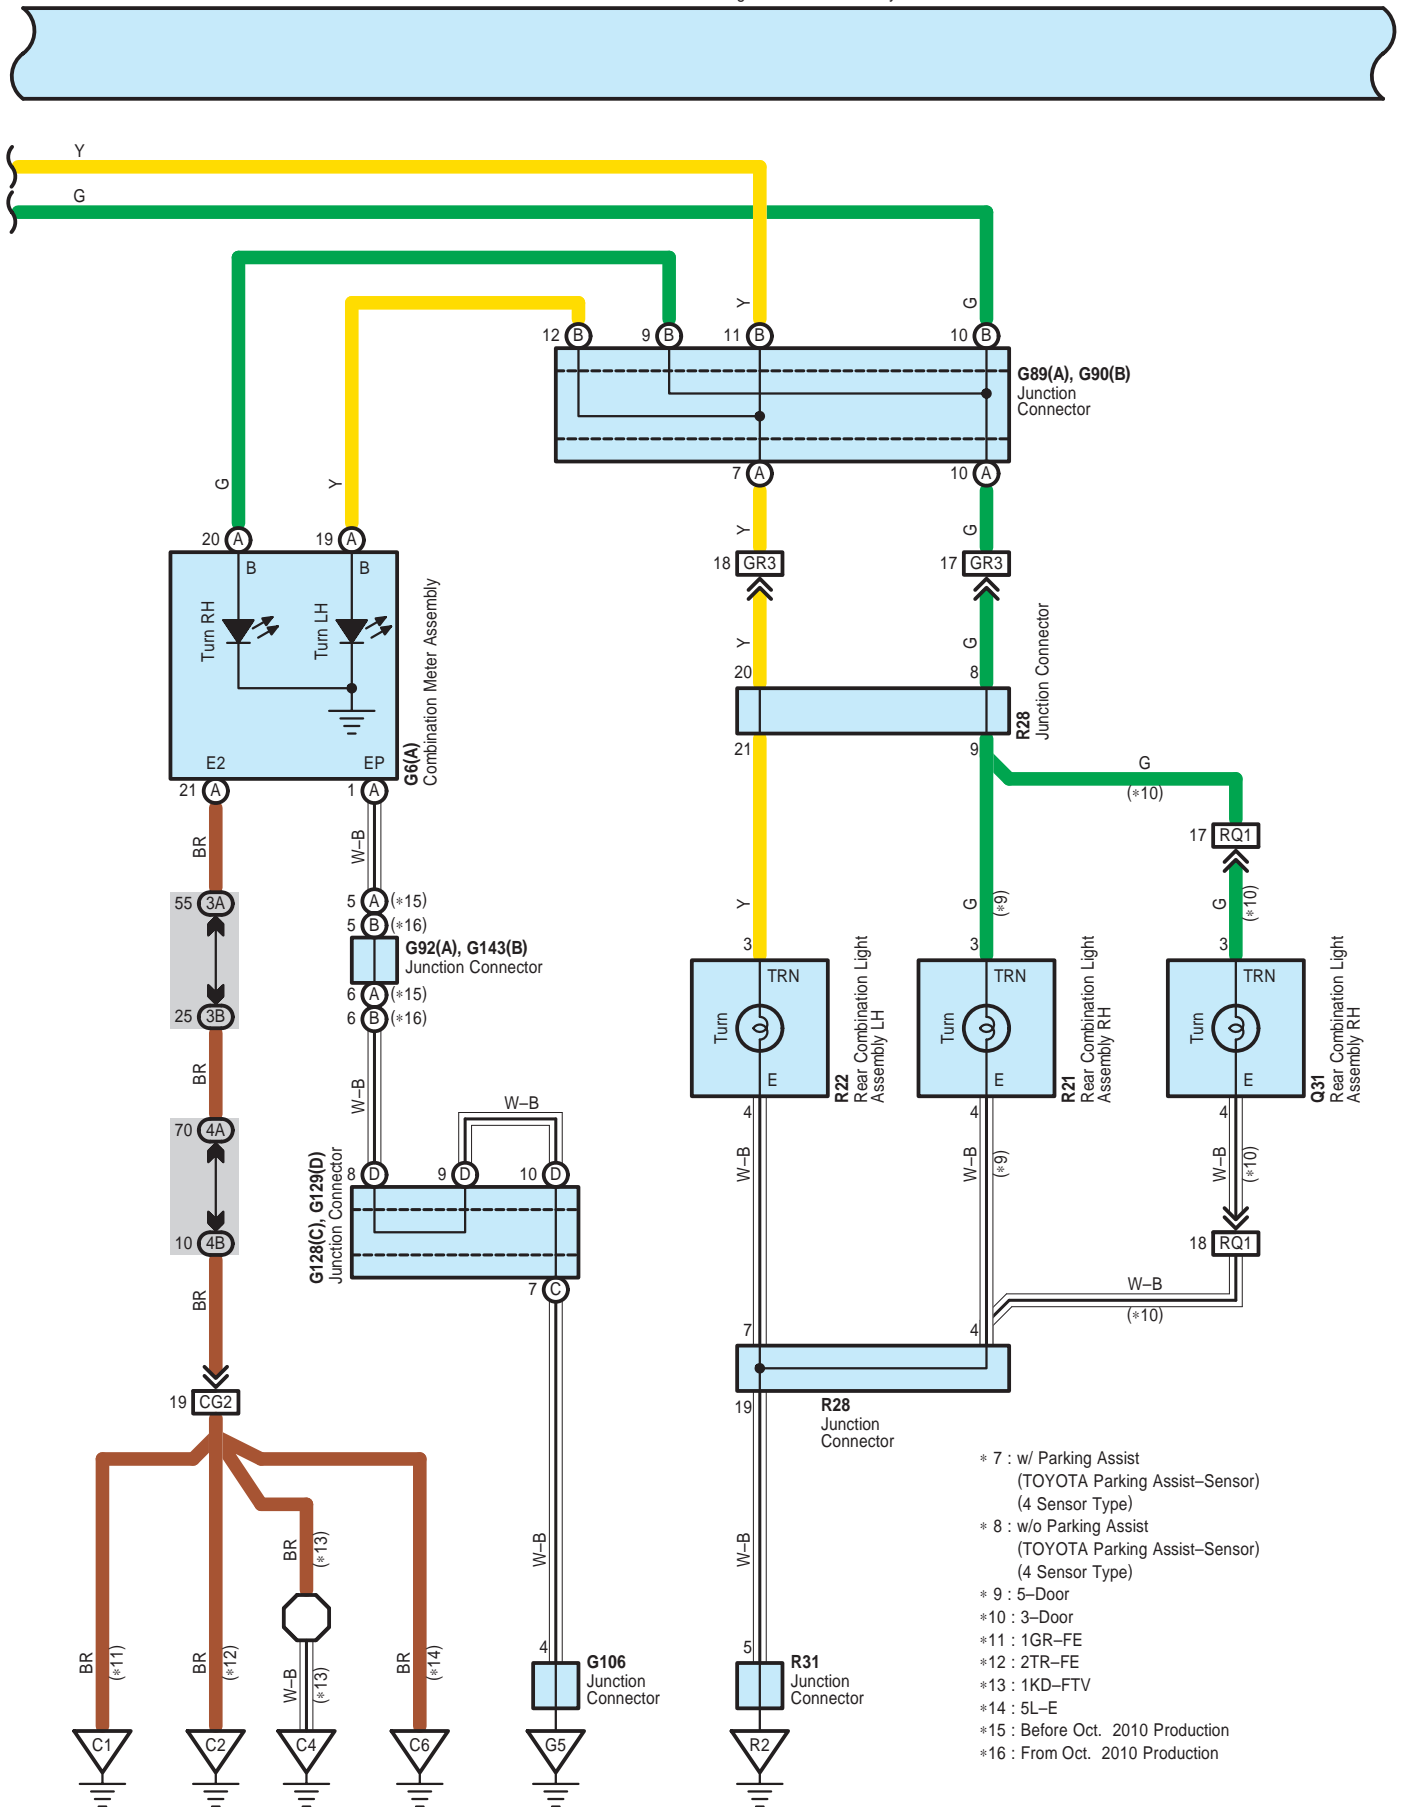 Y
G
Y
G
12 B
9 B
11 B
10 B
G89(A), G90(B)
Junction
Connector
7 A
10 A
G
Y
Y
G
20 A
19 A
18 GR3
17 GR3
B
B
Turn RH
Turn LH
G6(A)
Combination Meter Assembly
E2
EP
Y
G
20
8
R28
Junction Connector
21
9
21 A
1 A
G
(∗10)
BR
W–B
17 RQ1
55 3A
5 A (∗15)
5 B (∗16)
Y
G
(∗9)
G
(∗10)
G92(A), G143(B)
Junction Connector
3
3
3
6 A (∗15)
6 B (∗16)
25 3B
TRN
TRN
TRN
Turn
Turn
Turn
E
E
E
R22
Rear Combination Light
Assembly LH
R21
Rear Combination Light
Assembly RH
Q31
Rear Combination Light
Assembly RH
BR
W–B
W–B
4
4
4
70 4A
W–B
W–B
(∗9)
W–B
(∗10)
8 D
9 D
10 D
G128(C), G129(D)
Junction Connector
10 4B
18 RQ1
7 C
W–B
(∗10)
BR
7
4
19 CG2
19
R28
Junction
Connector
∗ 7 : w/ Parking Assist
(TOYOTA Parking Assist–Sensor)
(4 Sensor Type)
∗ 8 : w/o Parking Assist
(TOYOTA Parking Assist–Sensor)
(4 Sensor Type)
∗ 9 : 5–Door
∗10 : 3–Door
∗11 : 1GR–FE
∗12 : 2TR–FE
∗13 : 1KD–FTV
∗14 : 5L–E
∗15 : Before Oct. 2010 Production
∗16 : From Oct. 2010 Production
BR
(∗13)
W–B
W–B
BR
(∗11)
BR
(∗12)
W–B
(∗13)
BR
(∗14)
4
G106
Junction
Connector
5
R31
Junction
Connector
C1
C2
C4
C6
G5
R2